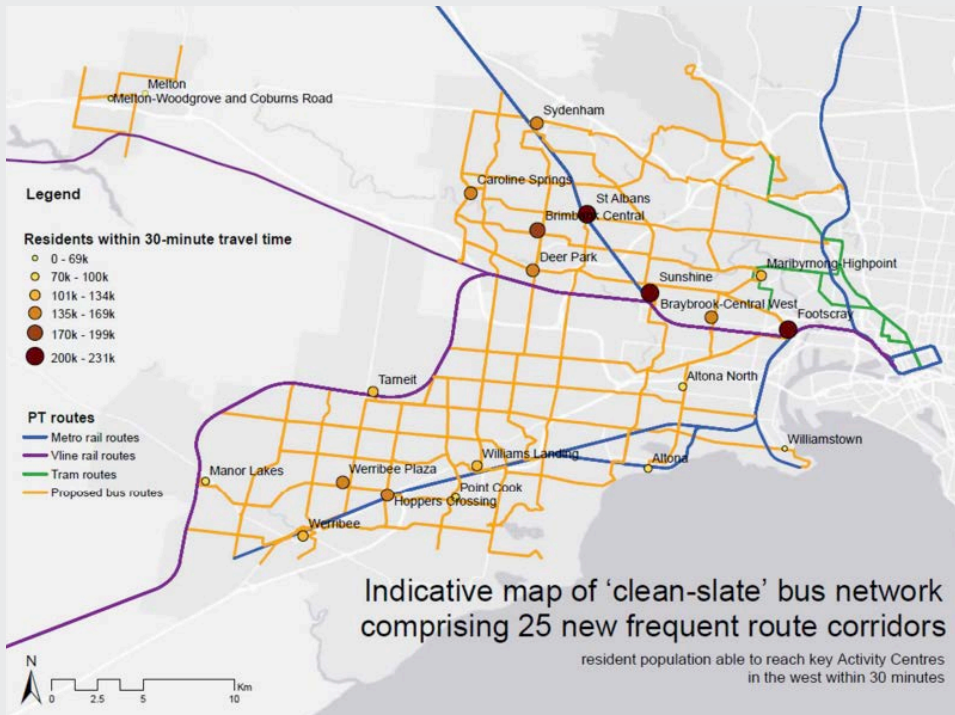 Melton
Melton-Woodgrove and Coburns Road
Sydenham
Legend
Caroline Springs
St Albans
Brimbank Central
Residents within 30-minute travel time
0 - 69k
70k - 100k
101k - 134k
135k - 169k
170k - 199k
200k - 231k
Deer Park
Maribyrnong-Highpoint
Sunshine
Braybrook-Central West
Footscray
Tarneit
Altona North
PT routes
Metro rail routes
Vline rail routes
Tram routes
Proposed bus routes
Williamstown
Manor Lakes
Werribee Plaza
Williams Landing
Altona
Point Cook
Hoppers Crossing
Werribee
Indicative map of ‘clean-slate’ bus network
comprising 25 new frequent route corridors
resident population able to reach key Activity Centres
in the west within 30 minutes
N
Km
0 2.5 5 10